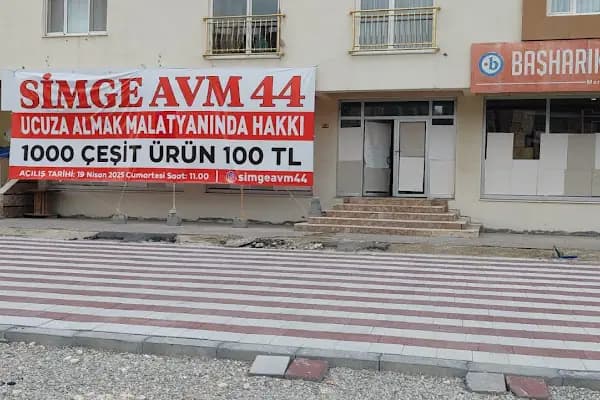 SİMGE AVM 44
UCUZA ALMAK MALATYANINDA HAKKI
1000 ÇEŞİT ÜRÜN 100 TL
AÇILIŞ TARİHİ: 19 Nisan 2025 Cumartesi Saat: 11.00
simgeavm44
b BAŞHARIK